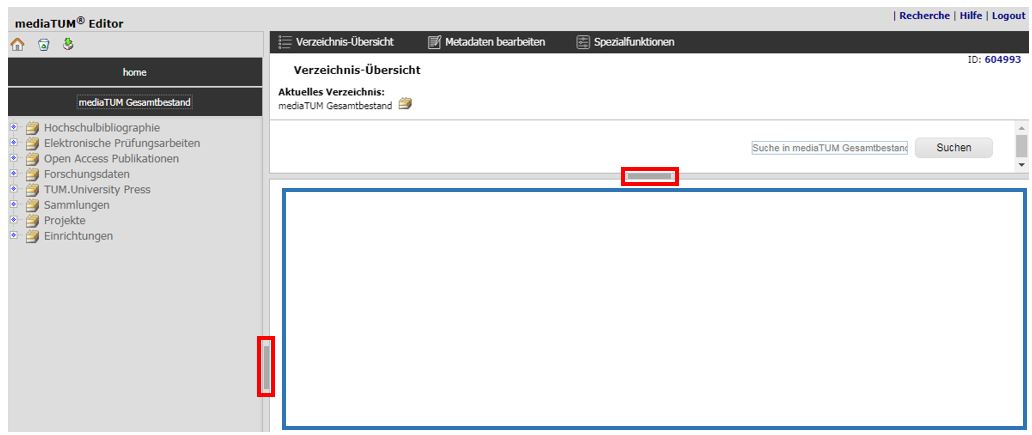 mediaTUM® Editor
| Recherche | Hilfe | Logout
home
mediaTUM Gesamtbestand
Hochschulbibliographie
Elektronische Prüfungsarbeiten
Open Access Publikationen
Forschungsdaten
TUM.University Press
Sammlungen
Projekte
Einrichtungen
Verzeichnis-Übersicht Metadaten bearbeiten Spezialfunktionen
ID: 604993
Verzeichnis-Übersicht
Aktuelles Verzeichnis:
mediaTUM Gesamtbestand
Suche in mediaTUM Gesamtbestand Suchen